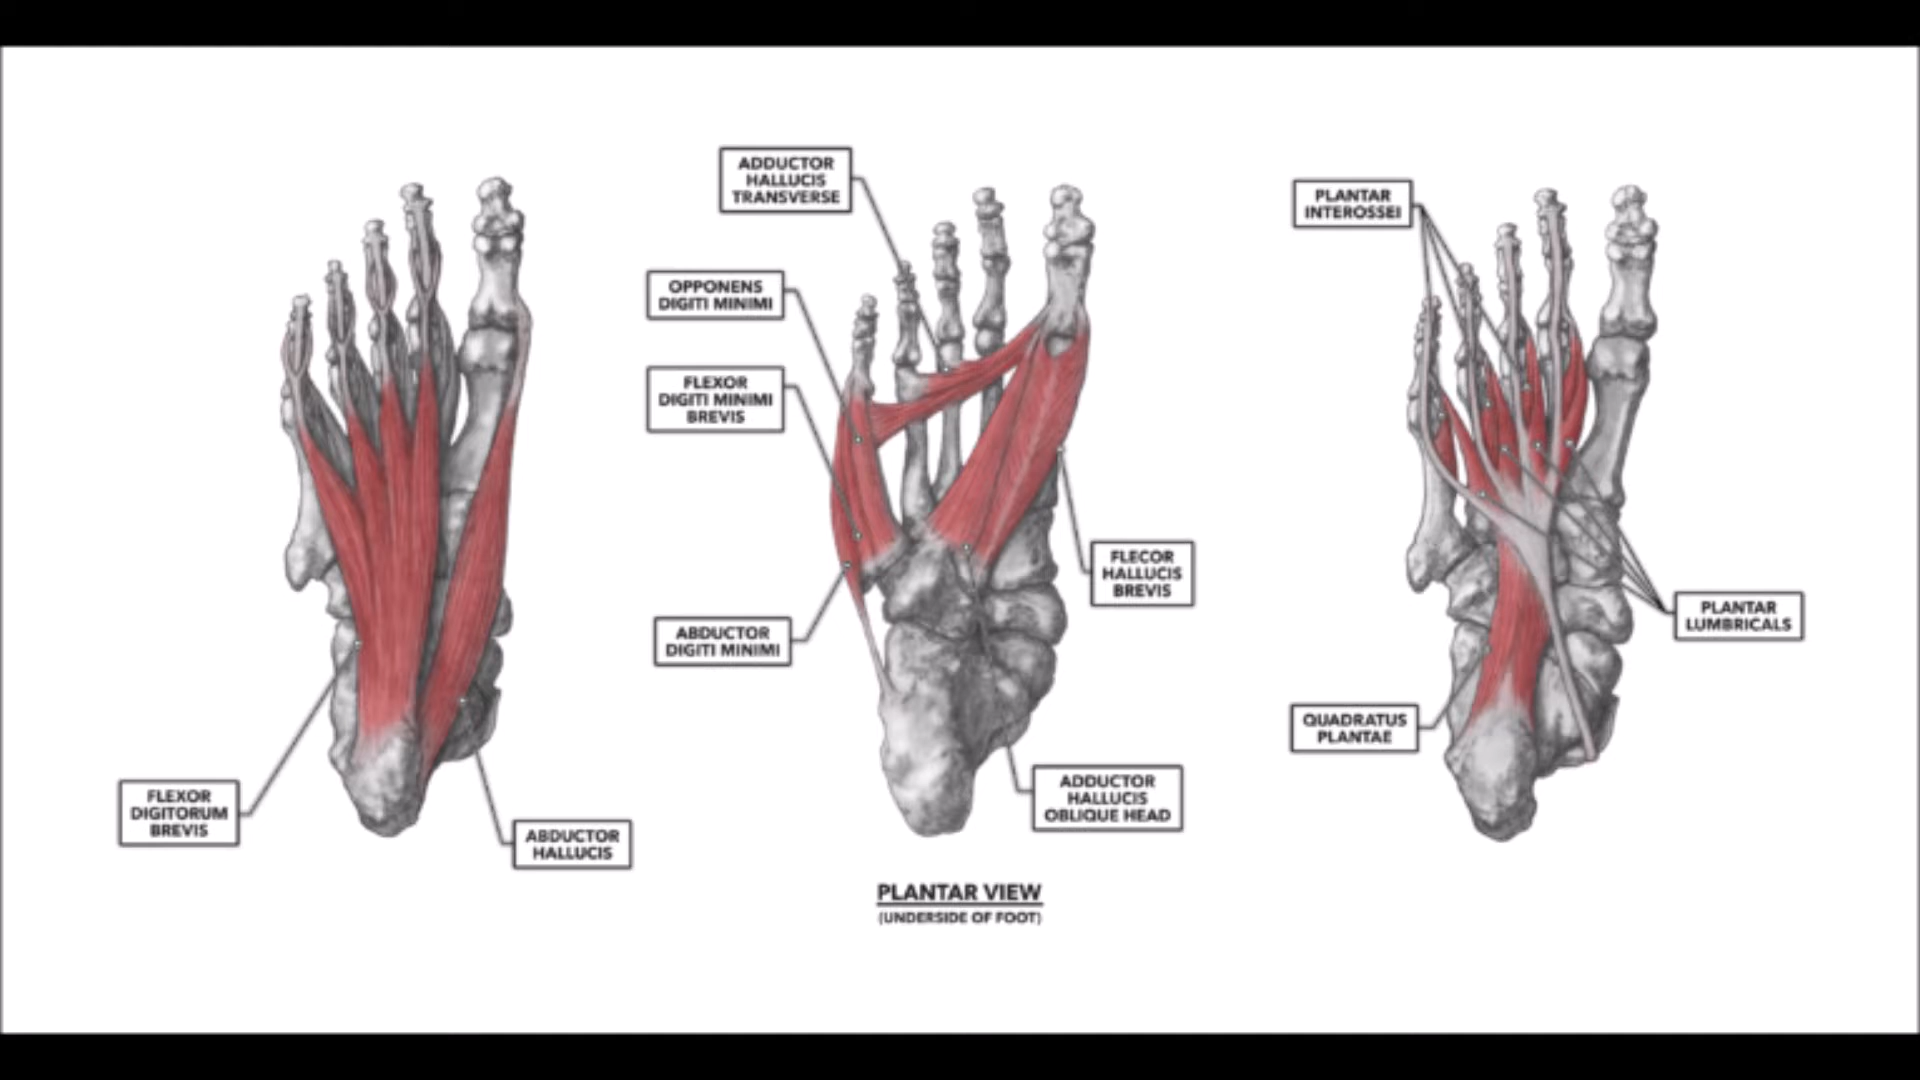 FLEXOR
DIGITORUM
BREVIS
ABDUCTOR
HALLUCIS
ADDUCTOR
HALLUCIS
TRANSVERSE
OPPONENS
DIGITI MINIMI
FLEXOR
DIGITI MINIMI
BREVIS
ABDUCTOR
DIGITI MINIMI
FLECOR
HALLUCIS
BREVIS
ADDUCTOR
HALLUCIS
OBLIQUE HEAD
PLANTAR VIEW
(UNDERSIDE OF FOOT)
PLANTAR
INTEROSSEI
PLANTAR
LUMBRICALS
QUADRATUS
PLANTAE